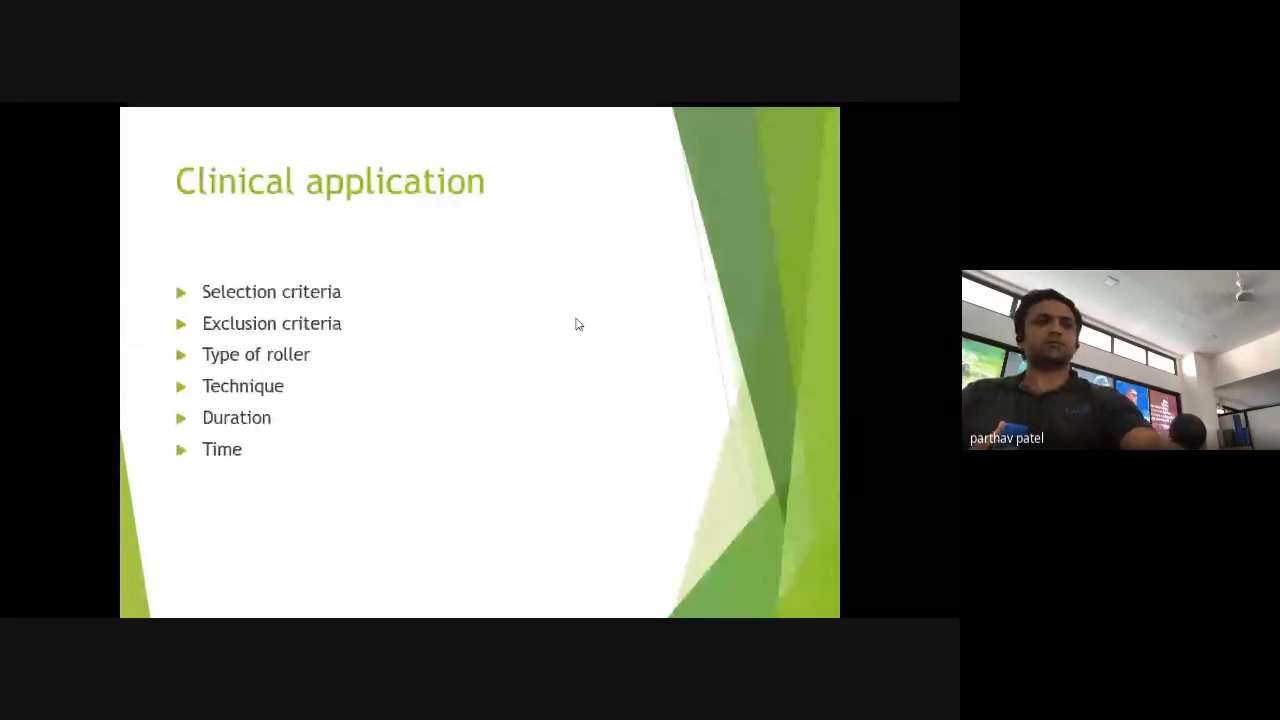 Clinical application
Selection criteria
Exclusion criteria
Type of roller
Technique
Duration
Time
parthav patel